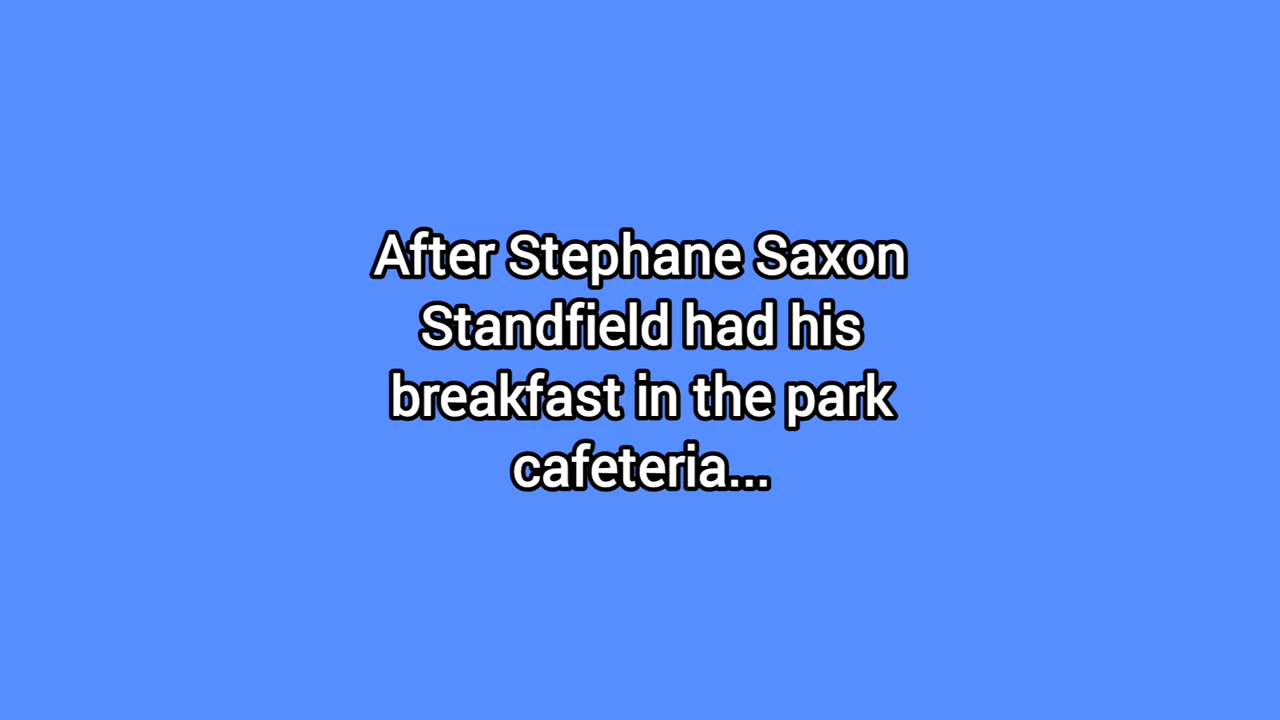 After Stephane Saxon
Standfield had his
breakfast in the park
cafeteria...